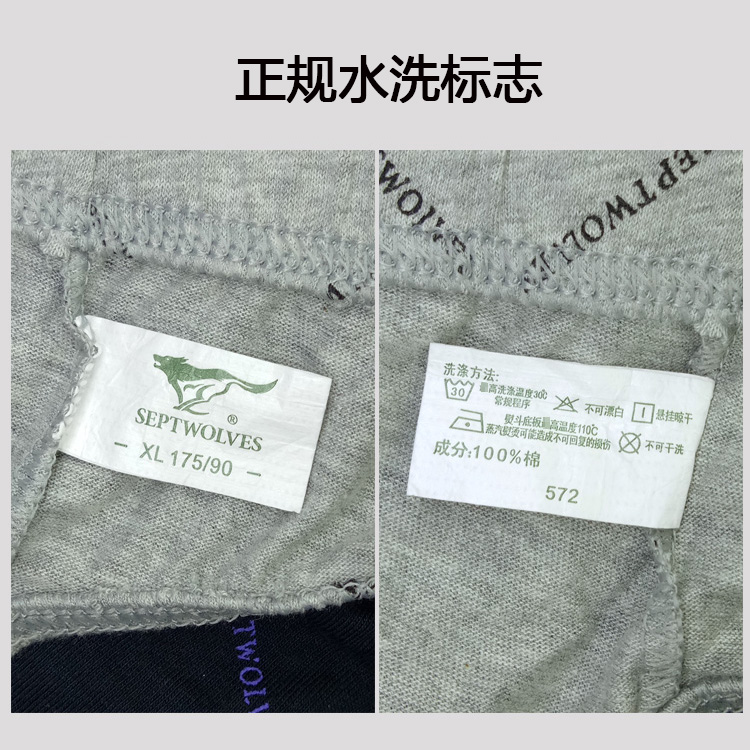 正规水洗标志
SEPTWOLVES
®
XL 175/90
SEPTWOLV
TWOLV
洗涤方法:
30
最高洗涤温度30℃
常规程序
不可漂白
悬挂晾干
熨斗底板最高温度110℃
蒸汽熨烫可能造成不可回复的损伤
不可干洗
成分:100%棉
572